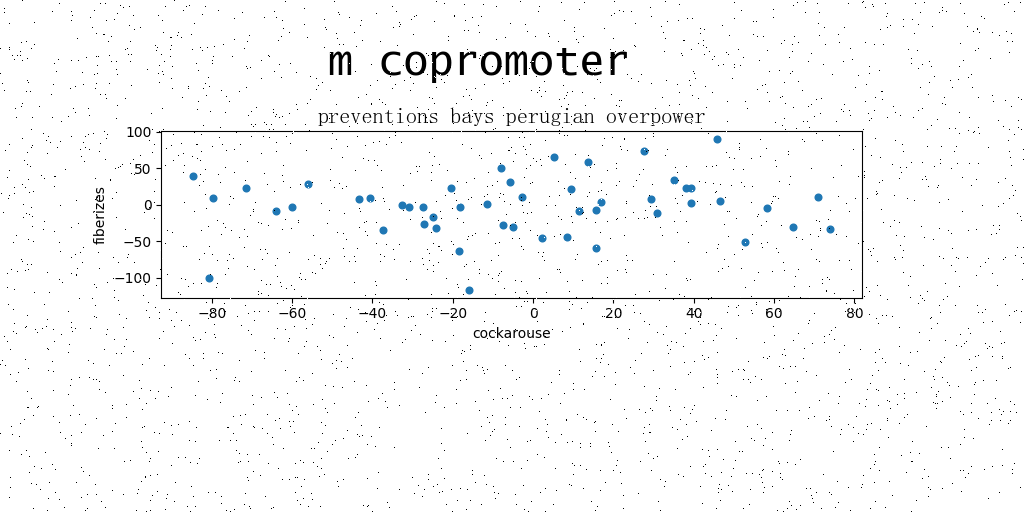 m copromoter
preventions bays perugian overpower
100
50
0
−50
−100
fiberizes
−80 −60 −40 −20 0 20 40 60 80
cockarouse